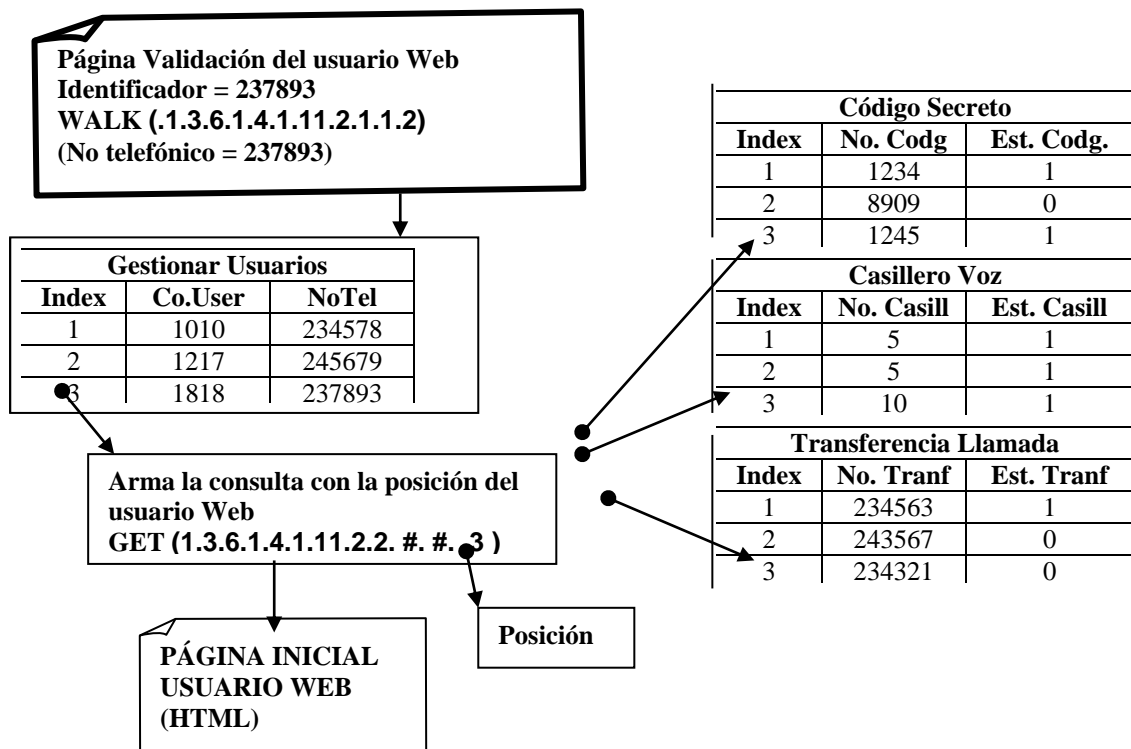 Página Validación del usuario Web
Identificador = 237893
WALK (.1.3.6.1.4.1.11.2.1.1.2)
(No telefónico = 237893)
Gestionar Usuarios
Index Co.User NoTel
1 1010 234578
2 1217 245679
3 1818 237893
Arma la consulta con la posición del
usuario Web
GET (1.3.6.1.4.1.11.2.2. #. #. 3 )
Posición
PÁGINA INICIAL
USUARIO WEB
(HTML)
Código Secreto
Index No. Codg Est. Codg.
1 1234 1
2 8909 0
3 1245 1
Casillero Voz
Index No. Casill Est. Casill
1 5 1
2 5 1
3 10 1
Transferencia Llamada
Index No. Tranf Est. Tranf
1 234563 1
2 243567 0
3 234321 0